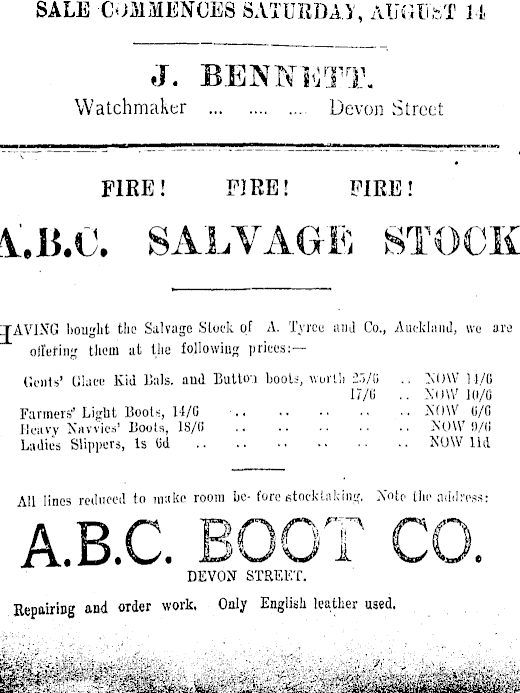 SALE COMMENCES SATURDAY, AUGUST 14
J. BENNETT.
Watchmaker ... .... .... Devon Street
FIRE! FIRE! FIRE!
A.B.C. SALVAGE STOCK
HAVING bought the Salvage Stock of A. Tyree and Co., Auckland, we are
offering them at the following prices:—
Gents' Glace Kid Bals. and Button boots, worth 25/6 .. NOW 14/6
17/6 .. NOW 10/6
Farmers' Light Boots, 14/6 .. .. .. .. .. NOW 6/6
Heavy Navvies' Boots, 18/6 .. .. .. .. .. NOW 9/6
Ladies Slippers, 1s 6d .. .. .. .. .. .. NOW 11d
All lines reduced to make room be- fore stocktaking. Note the address:
A.B.C. BOOT CO.
DEVON STREET.
Repairing and order work. Only English leather used.